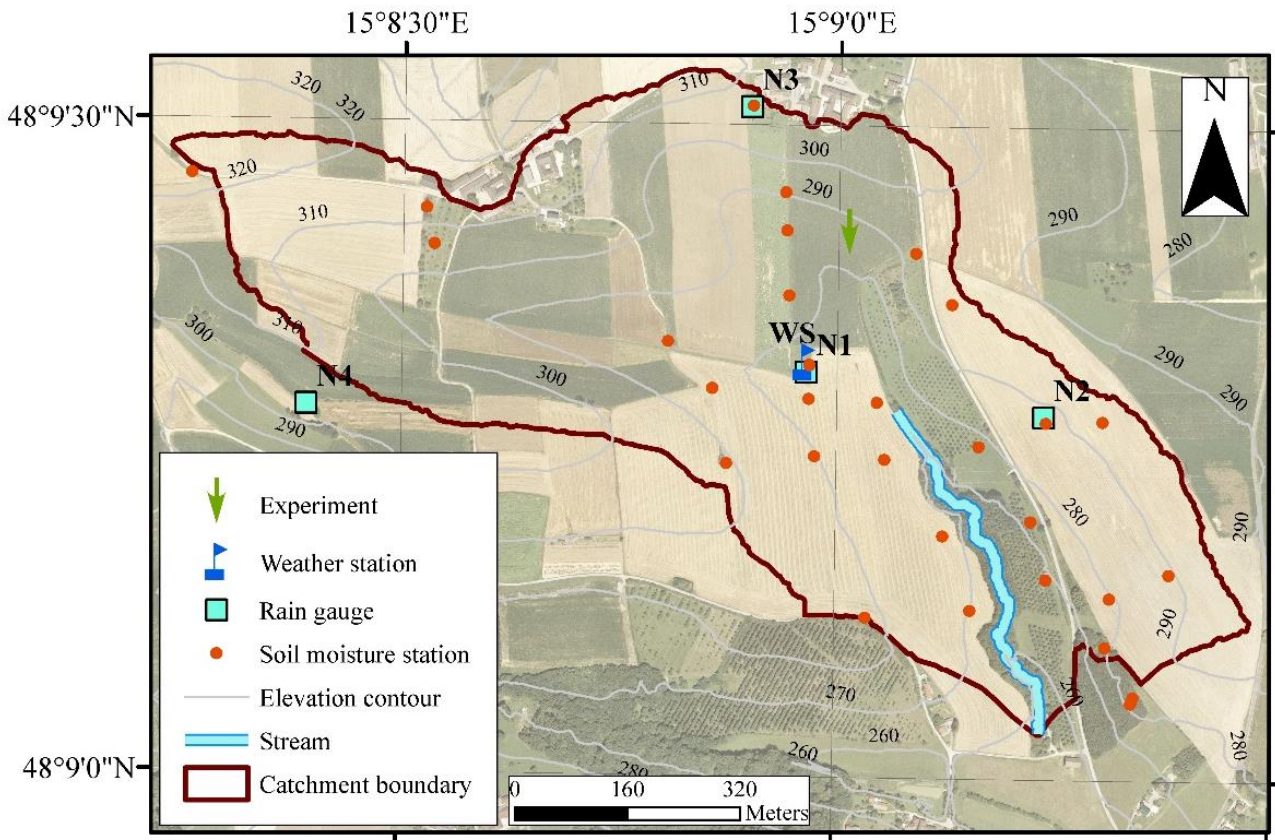 15°8'30"E
15°9'0"E
48°9'30"N
48°9'0"N
N
320
320
310
N3
300
320
290
310
290
280
300
310
WS
N1
290
N4
300
N2
290
290
280
290
290
270
260
260
260
280
280
Experiment
Weather station
Rain gauge
Soil moisture station
Elevation contour
Stream
Catchment boundary
0 160 320
Meters